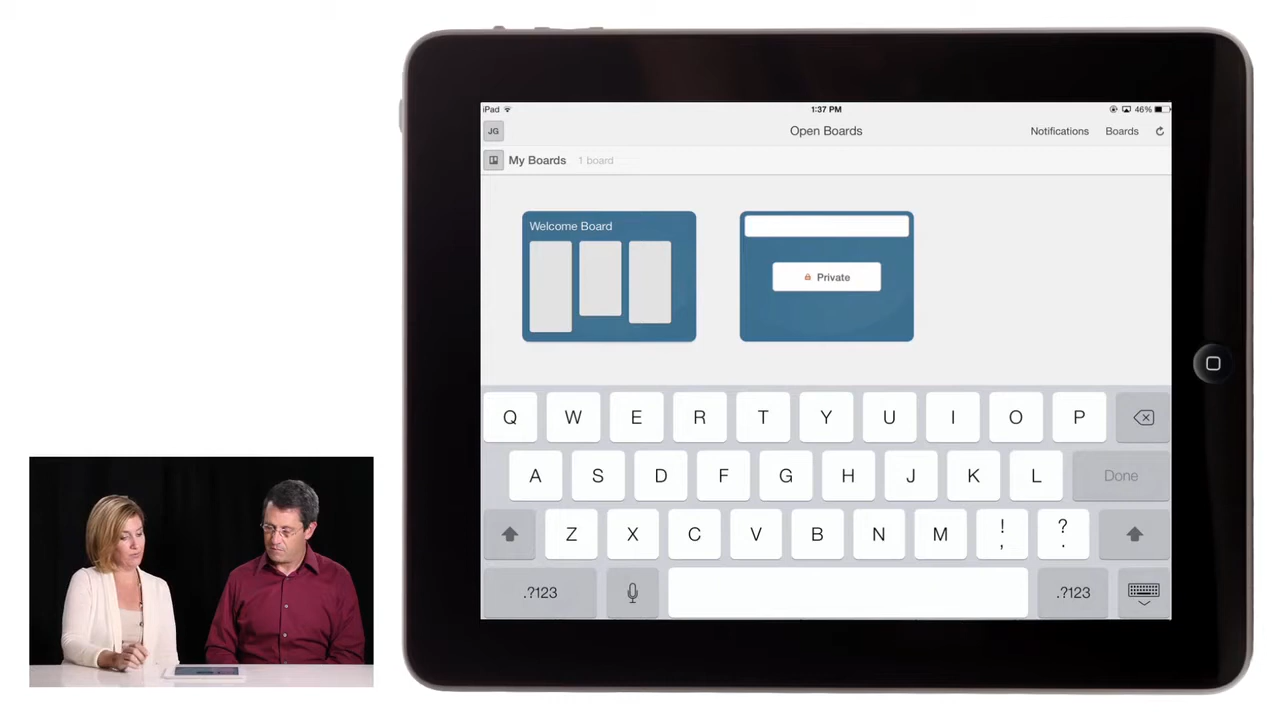 iPad 1:37 PM 46%
JG Open Boards Notifications Boards
My Boards 1 board
Welcome Board
Private
Q W E R T Y U I O P
A S D F G H J K L Done
Z X C V B N M ! , ? .
.?123 .?123